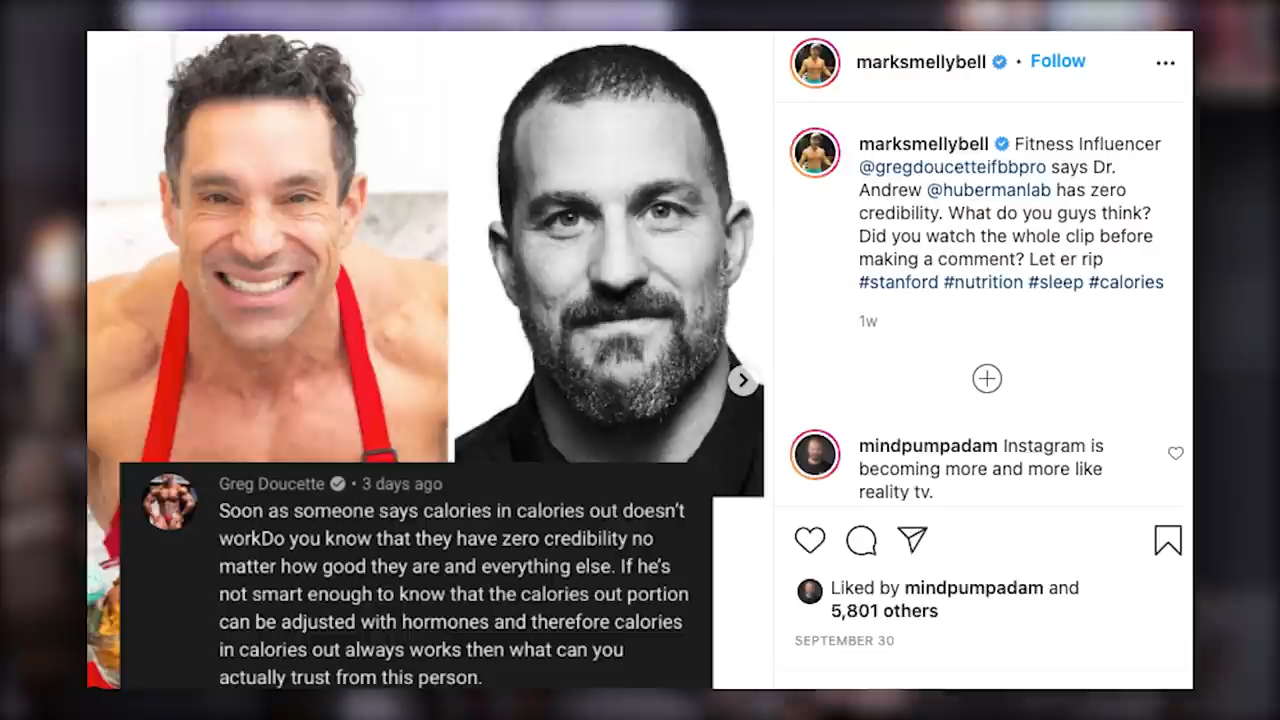 marksmellybell • Follow
marksmellybell Fitness Influencer
@gregdoucetteifbbpro says Dr.
Andrew @hubermanlab has zero
credibility. What do you guys think?
Did you watch the whole clip before
making a comment? Let er rip
#stanford #nutrition #sleep #calories
1w
mindpumpadam Instagram is
becoming more and more like
reality tv.
Liked by mindpumpadam and
5,801 others
SEPTEMBER 30
Greg Doucette • 3 days ago
Soon as someone says calories in calories out doesn't
workDo you know that they have zero credibility no
matter how good they are and everything else. If he's
not smart enough to know that the calories out portion
can be adjusted with hormones and therefore calories
in calories out always works then what can you
actually trust from this person.